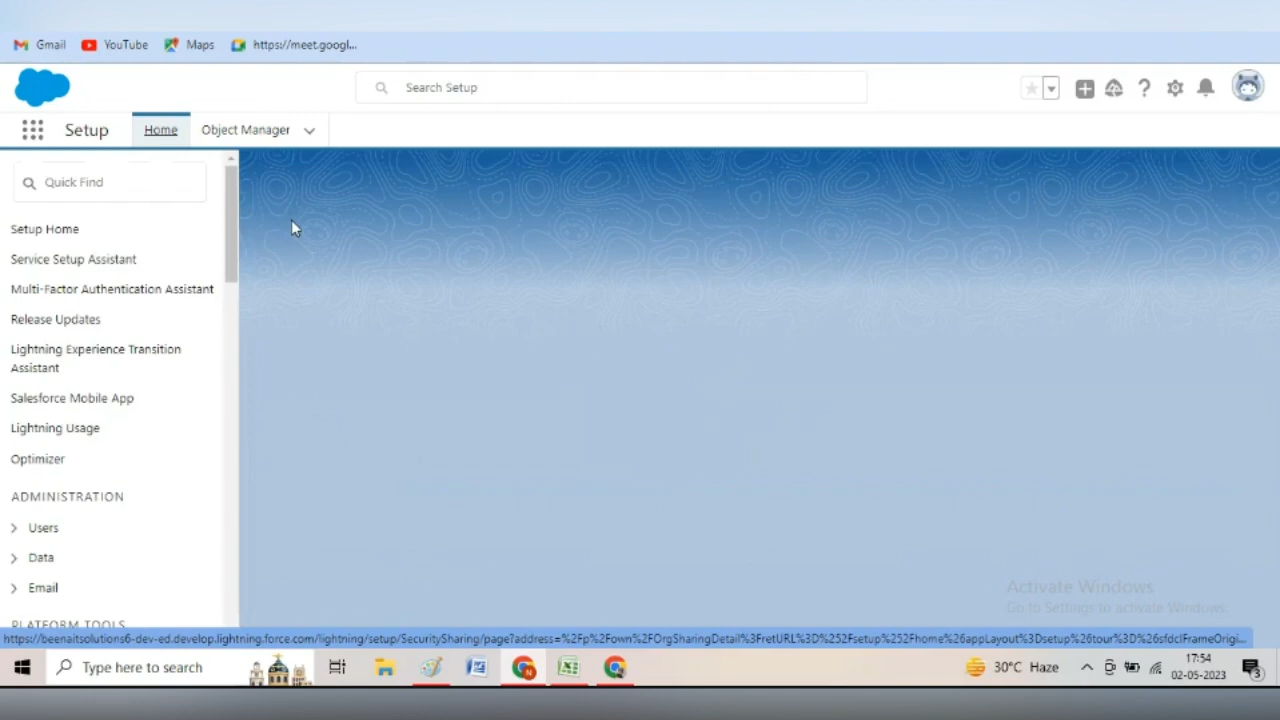 Gmail YouTube Maps https://meet.googl...
Search Setup
Setup Home Object Manager
Quick Find
Setup Home
Service Setup Assistant
Multi-Factor Authentication Assistant
Release Updates
Lightning Experience Transition
Assistant
Salesforce Mobile App
Lightning Usage
Optimizer
ADMINISTRATION
Users
Data
Email
PLATFORM TOOLS
Activate Windows
Go to Settings to activate Windows.
https://beenaitsolutions6-dev-ed.develop.lightning.force.com/lightning/setup/SecuritySharing/page?address=%2Fp%2Fown%2FOrgSharingDetail%3FretURL%3D%252Fsetup%252Fhome%26appLayout%3Dsetup%26tour%3D%26sfdcIFrameOrigi...
Type here to search
30°C Haze
17:54
02-05-2023
3